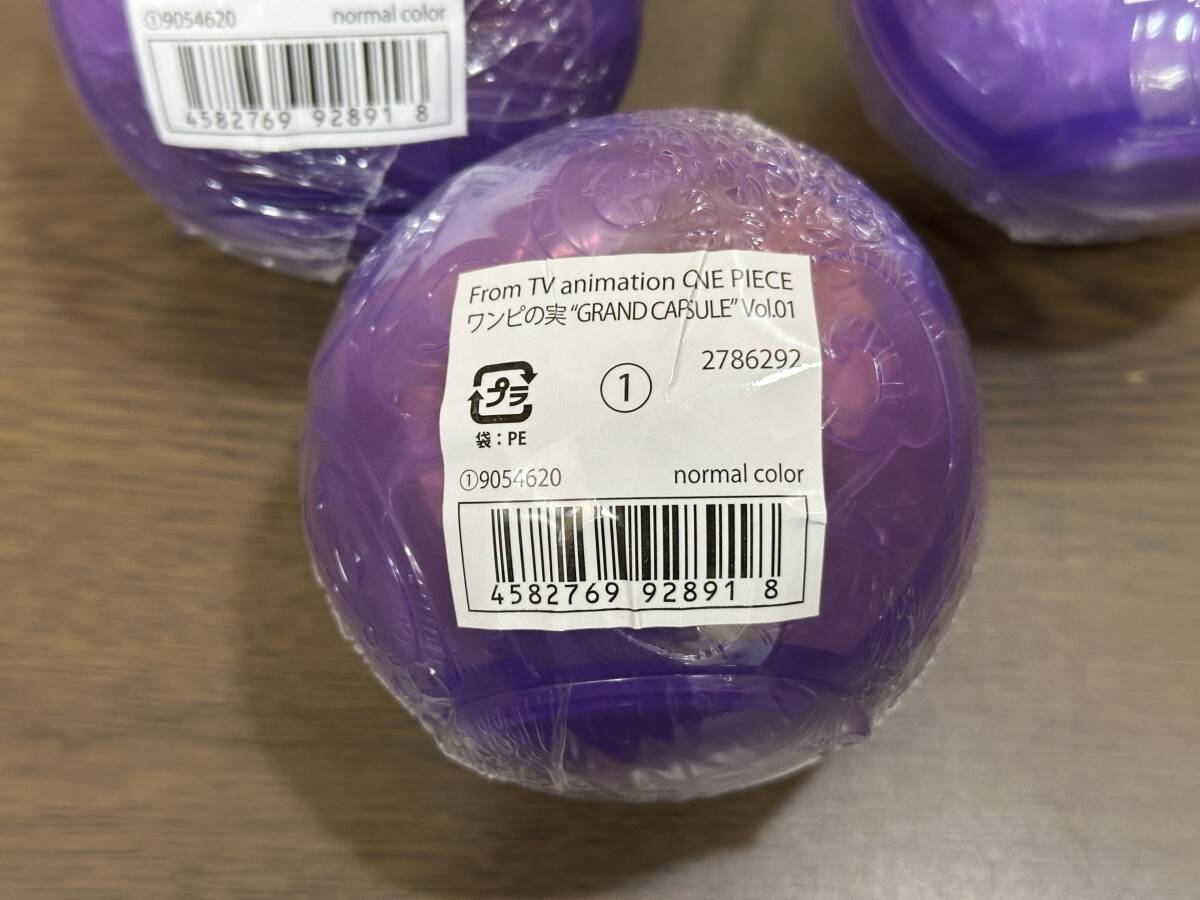 ①9054620 normal color
4582769 92891 8
From TV animation ONE PIECE
ワンピの実 “GRAND CAPSULE” Vol.01
2786292
プラ ①
袋：PE
①9054620 normal color
4582769 92891 8